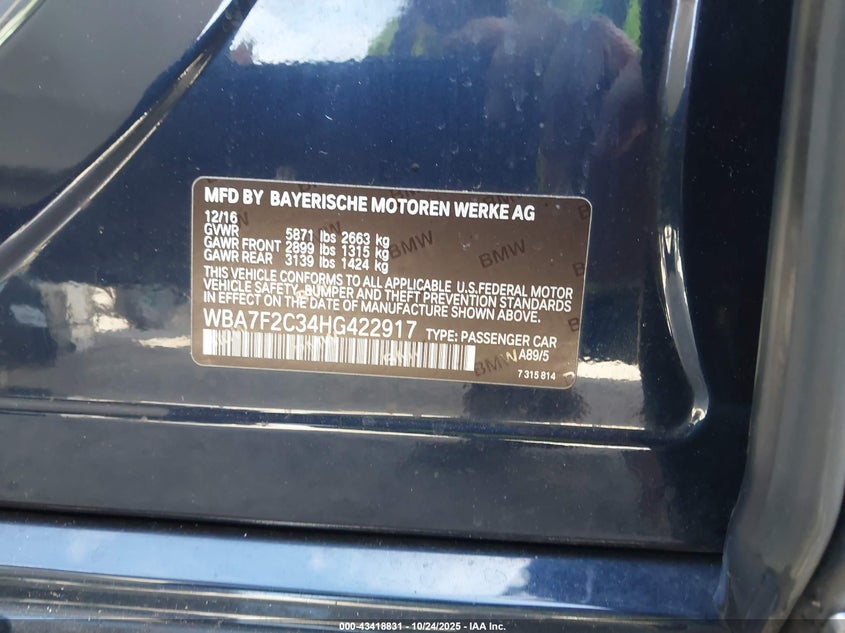 MFD BY BAYERISCHE MOTOREN WERKE AG
12/16
GVWR 5871 lbs 2663 kg
GAWR FRONT 2899 lbs 1315 kg
GAWR REAR 3139 lbs 1424 kg
THIS VEHICLE CONFORMS TO ALL APPLICABLE U.S.FEDERAL MOTOR
VEHICLE SAFETY, BUMPER AND THEFT PREVENTION STANDARDS
IN EFFECT ON THE DATE OF MANUFACTURE SHOWN ABOVE.
WBA7F2C34HG422917 TYPE: PASSENGER CAR
A89/5
7 315 814
000-43418831 - 10/24/2025 - IAA Inc.